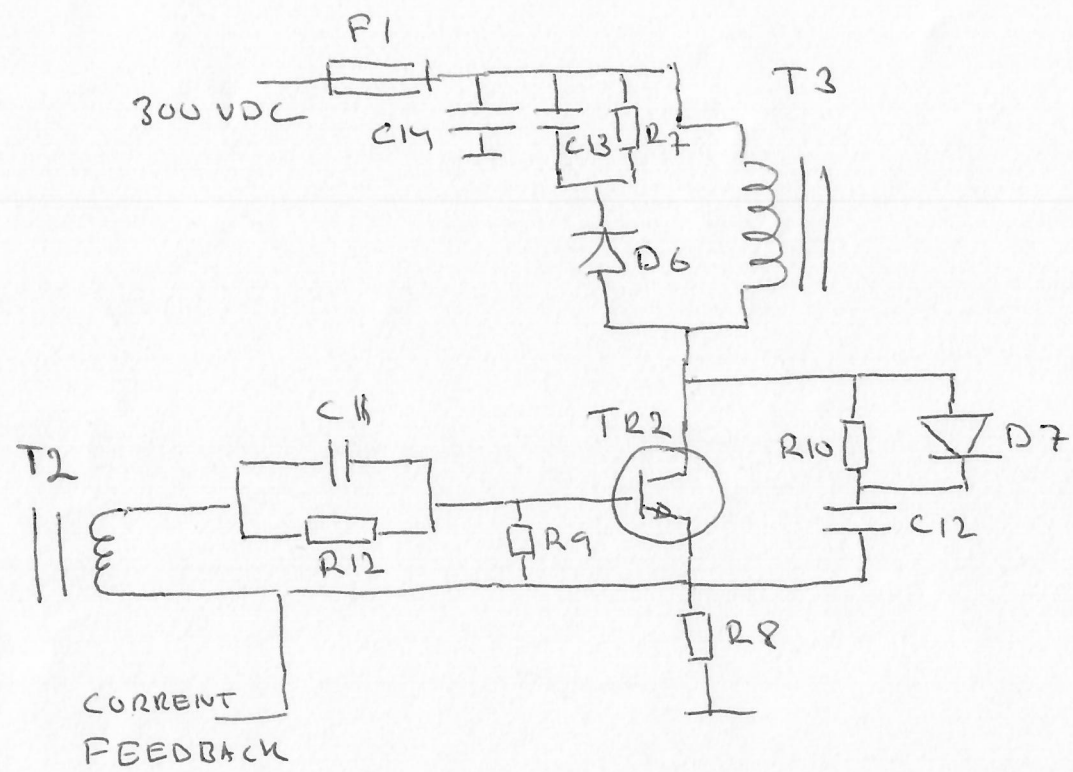 F1
T3
300 VDC
C14
C13
R7
D6
C11
TR2
R10
D7
T2
R12
R9
C12
R8
CURRENT
FEEDBACK